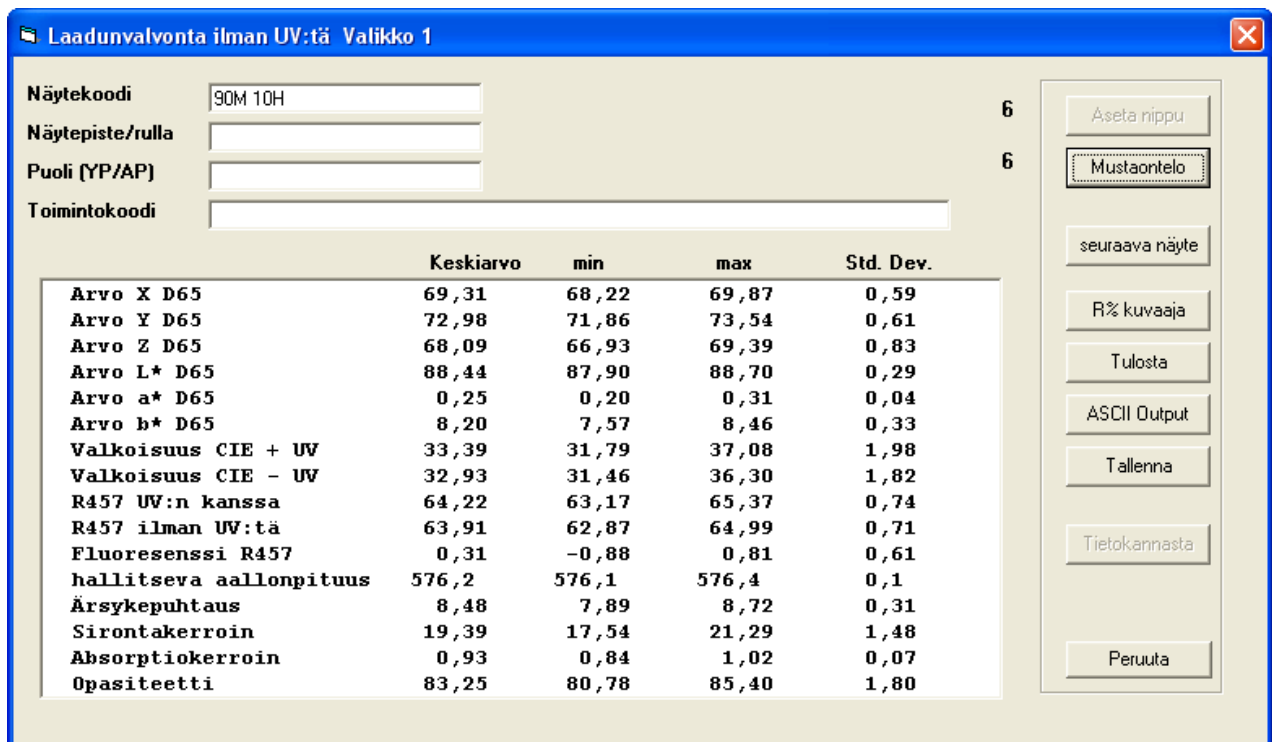 Laadunvalvonta ilman UV:tä Valikko 1
Näytekoodi 90M 10H
Näytepiste/rulla
Puoli (YP/AP)
Toimintokoodi
6
6
Keskiarvo min max Std. Dev.
Arvo X D65 69,31 68,22 69,87 0,59
Arvo Y D65 72,98 71,86 73,54 0,61
Arvo Z D65 68,09 66,93 69,39 0,83
Arvo L* D65 88,44 87,90 88,70 0,29
Arvo a* D65 0,25 0,20 0,31 0,04
Arvo b* D65 8,20 7,57 8,46 0,33
Valkoisuus CIE + UV 33,39 31,79 37,08 1,98
Valkoisuus CIE - UV 32,93 31,46 36,30 1,82
R457 UV:n kanssa 64,22 63,17 65,37 0,74
R457 ilman UV:tä 63,91 62,87 64,99 0,71
Fluoresenssi R457 0,31 -0,88 0,81 0,61
hallitseva aallonpituus 576,2 576,1 576,4 0,1
Ärsykepuhtaus 8,48 7,89 8,72 0,31
Sirontakerroin 19,39 17,54 21,29 1,48
Absorptiokerroin 0,93 0,84 1,02 0,07
Opasiteetti 83,25 80,78 85,40 1,80
Aseta nippu
Mustaontelo
seuraava näyte
R% kuvaaja
Tulosta
ASCII Output
Tallenna
Tietokannasta
Peruuta